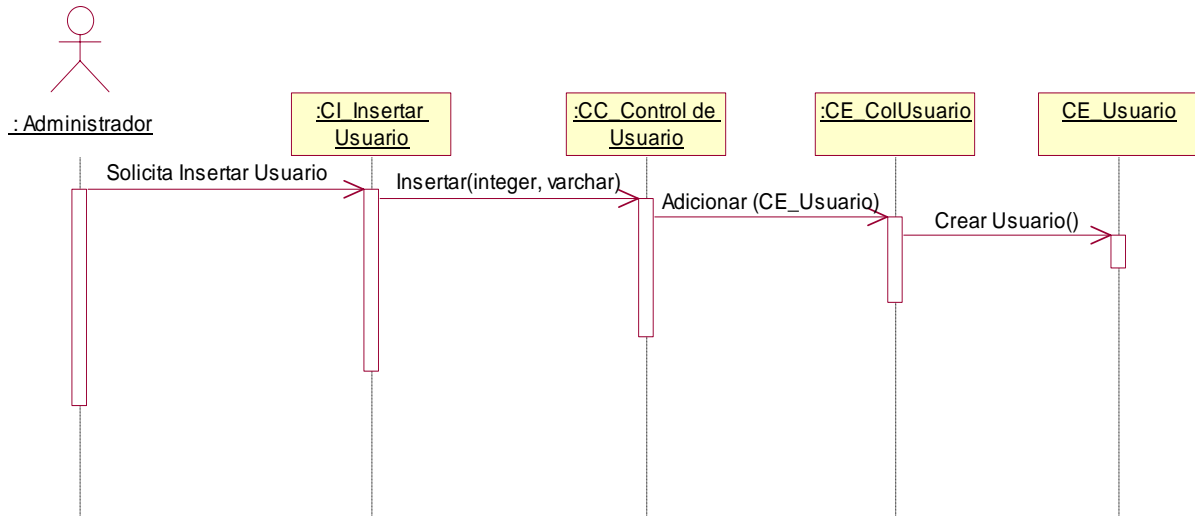 : Administrador
:CI_Insertar
Usuario
:CC_Control de
Usuario
:CE_ColUsuario
CE_Usuario
Solicita Insertar Usuario
Insertar(integer, varchar)
Adicionar (CE_Usuario)
Crear Usuario()